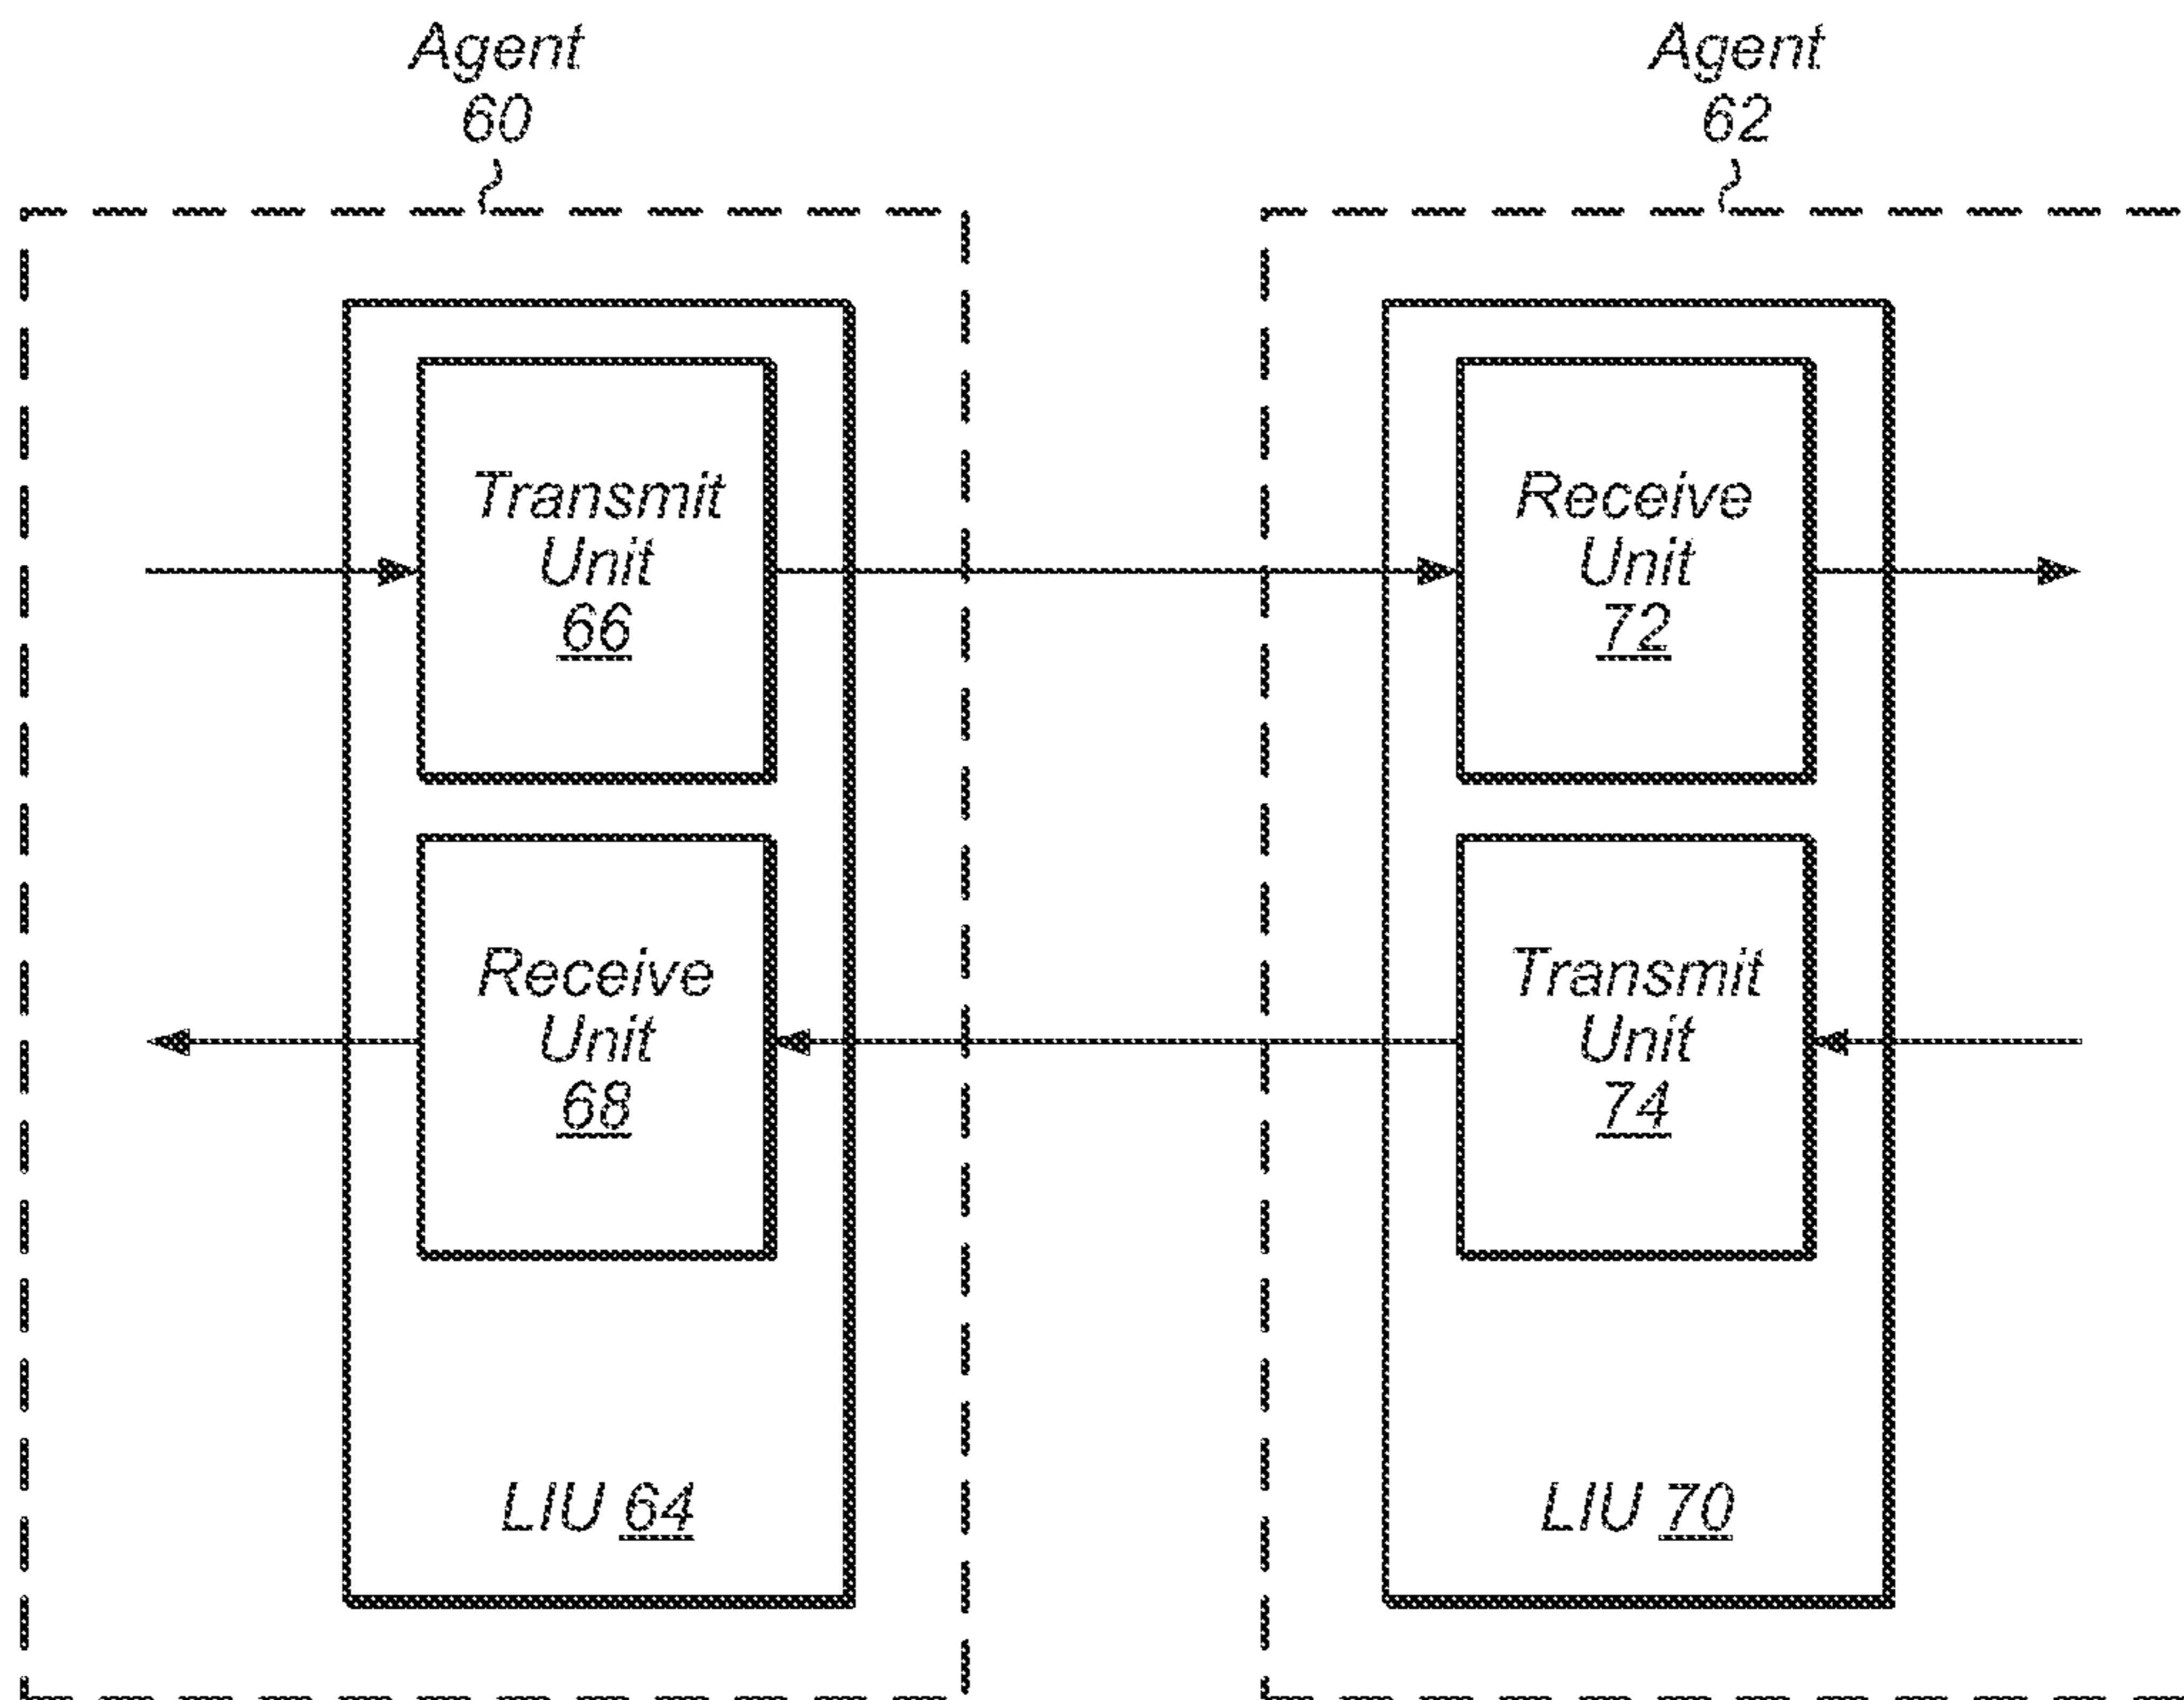 Agent
60
Agent
62
Transmit
Unit
66
Receive
Unit
72
Receive
Unit
68
Transmit
Unit
74
LIU 64
LIU 70